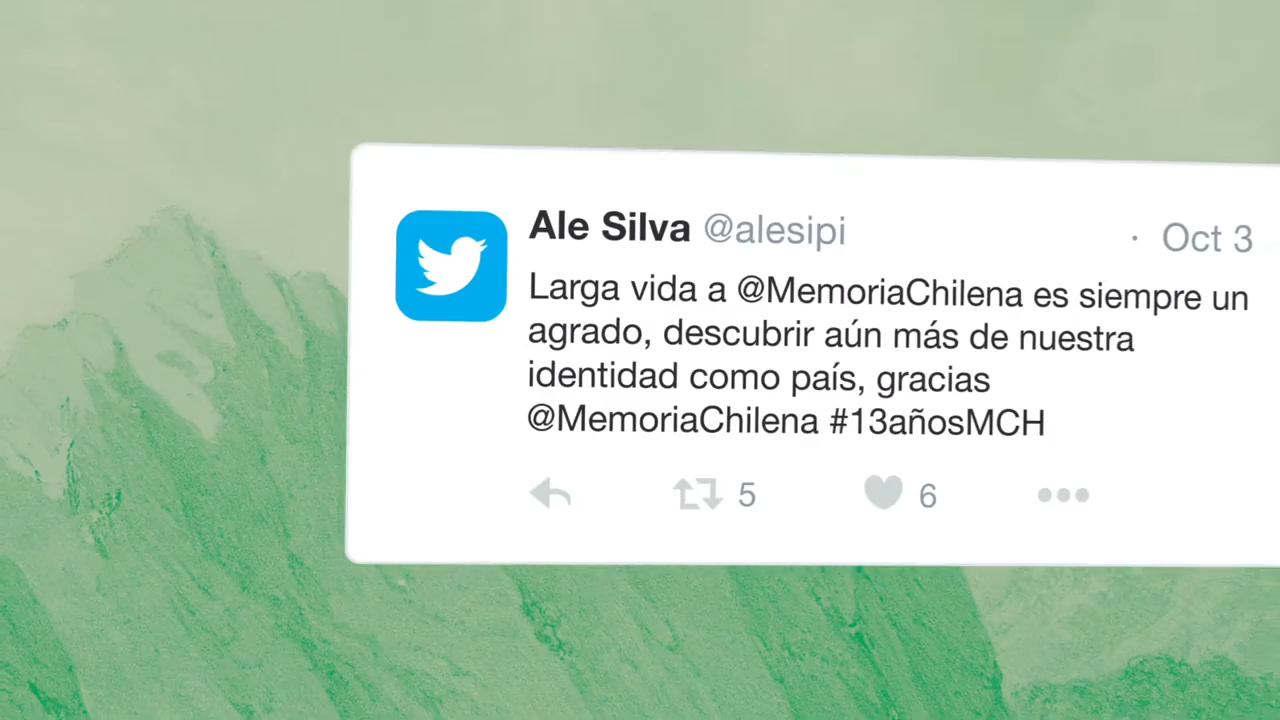 Ale Silva @alesipi · Oct 3
Larga vida a @MemoriaChilena es siempre un
agrado, descubrir aún más de nuestra
identidad como país, gracias
@MemoriaChilena #13añosMCH
5 6